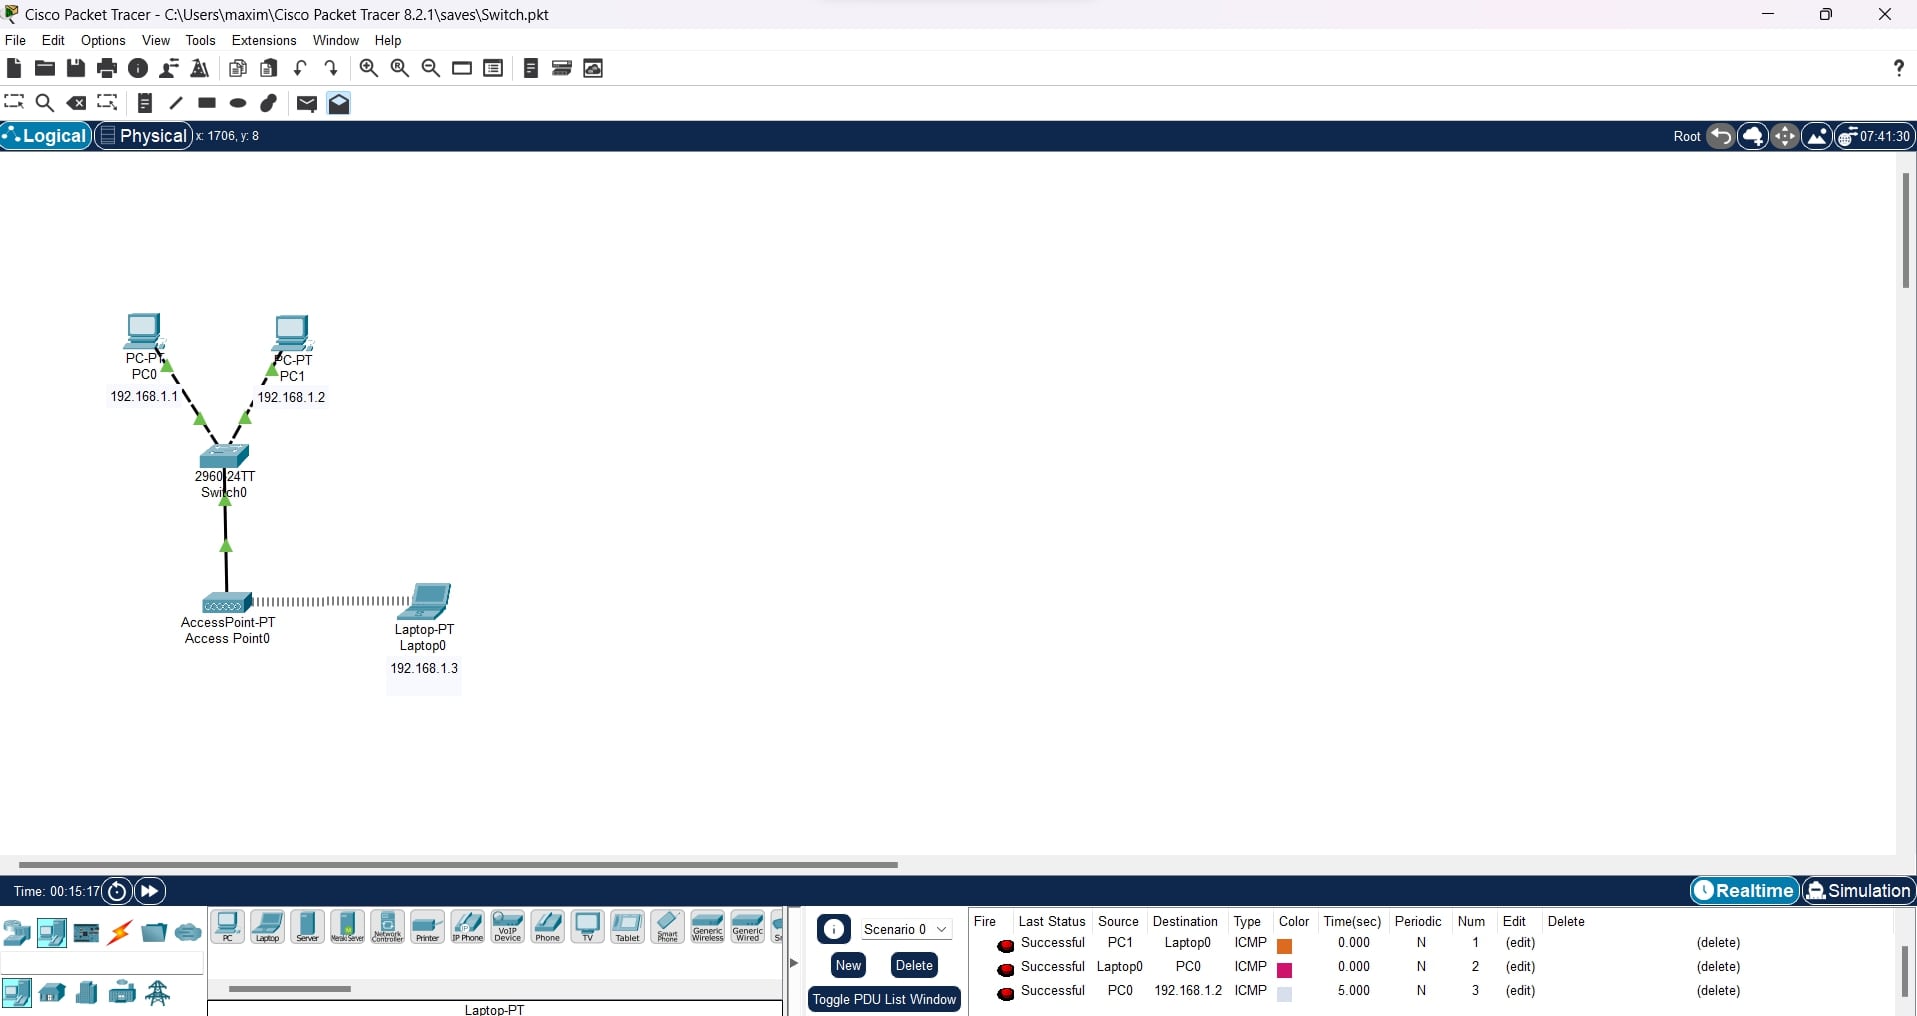 Cisco Packet Tracer - C:\Users\maxim\Cisco Packet Tracer 8.2.1\saves\Switch.pkt
File Edit Options View Tools Extensions Window Help
Logical Physical x: 1706, y: 8 Root 07:41:30
PC-PT
PC0
192.168.1.1
PC-PT
PC1
192.168.1.2
2960-24TT
Switch0
AccessPoint-PT
Access Point0
Laptop-PT
Laptop0
192.168.1.3
Time: 00:15:17 Realtime Simulation
PC Laptop Server Meraki Server Network Controller Printer IP Phone VoIP Device Phone TV Tablet Smart Phone Generic Wireless Generic Wired
Laptop-PT
Scenario 0
New Delete
Toggle PDU List Window
Fire Last Status Source Destination Type Color Time(sec) Periodic Num Edit Delete
Successful PC1 Laptop0 ICMP 0.000 N 1 (edit) (delete)
Successful Laptop0 PC0 ICMP 0.000 N 2 (edit) (delete)
Successful PC0 192.168.1.2 ICMP 5.000 N 3 (edit) (delete)